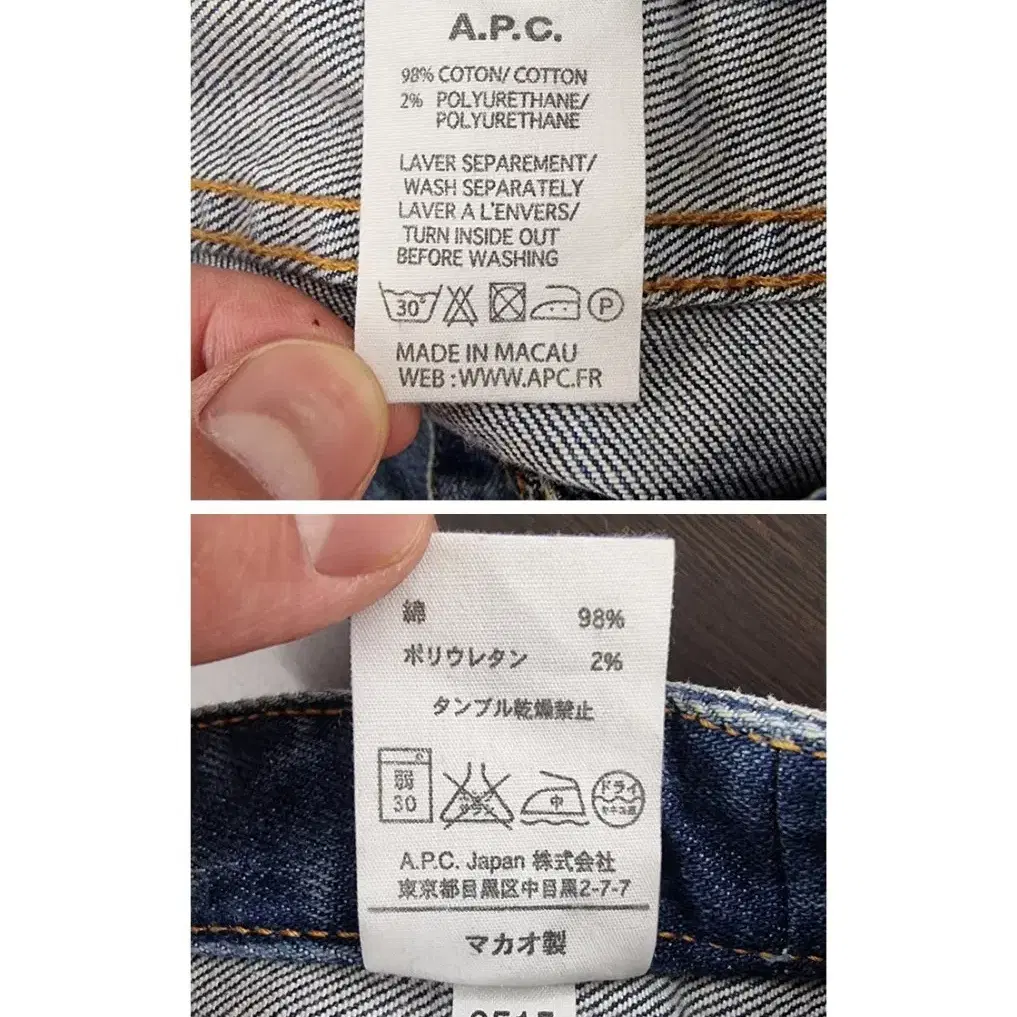 A.P.C.
98% COTON/ COTTON
2% POLYURETHANE/
POLYURETHANE
LAVER SEPAREMENT/
WASH SEPARATELY
LAVER A L'ENVERS/
TURN INSIDE OUT
BEFORE WASHING
30° P
MADE IN MACAU
WEB :WWW.APC.FR
綿 98%
ポリウレタン 2%
タンブル乾燥禁止
弱
30
中
ドライ
A.P.C. Japan 株式会社
東京都目黒区中目黒2-7-7
マカオ製